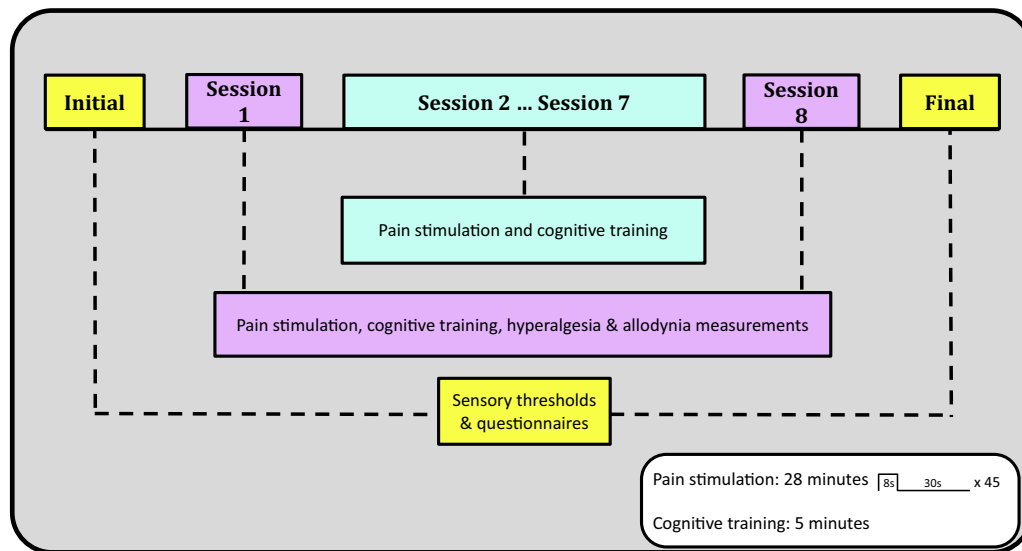 Initial
Session
1
Session 2 ... Session 7
Session
8
Final
Pain stimulation and cognitive training
Pain stimulation, cognitive training, hyperalgesia & allodynia measurements
Sensory thresholds
& questionnaires
Pain stimulation: 28 minutes 8s 30s x 45
Cognitive training: 5 minutes